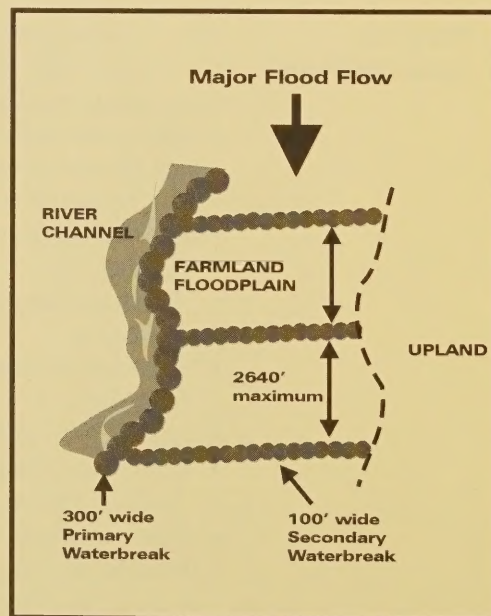 Major Flood Flow
RIVER
CHANNEL
FARMLAND
FLOODPLAIN
UPLAND
2640'
maximum
300' wide
Primary
Waterbreak
100' wide
Secondary
Waterbreak